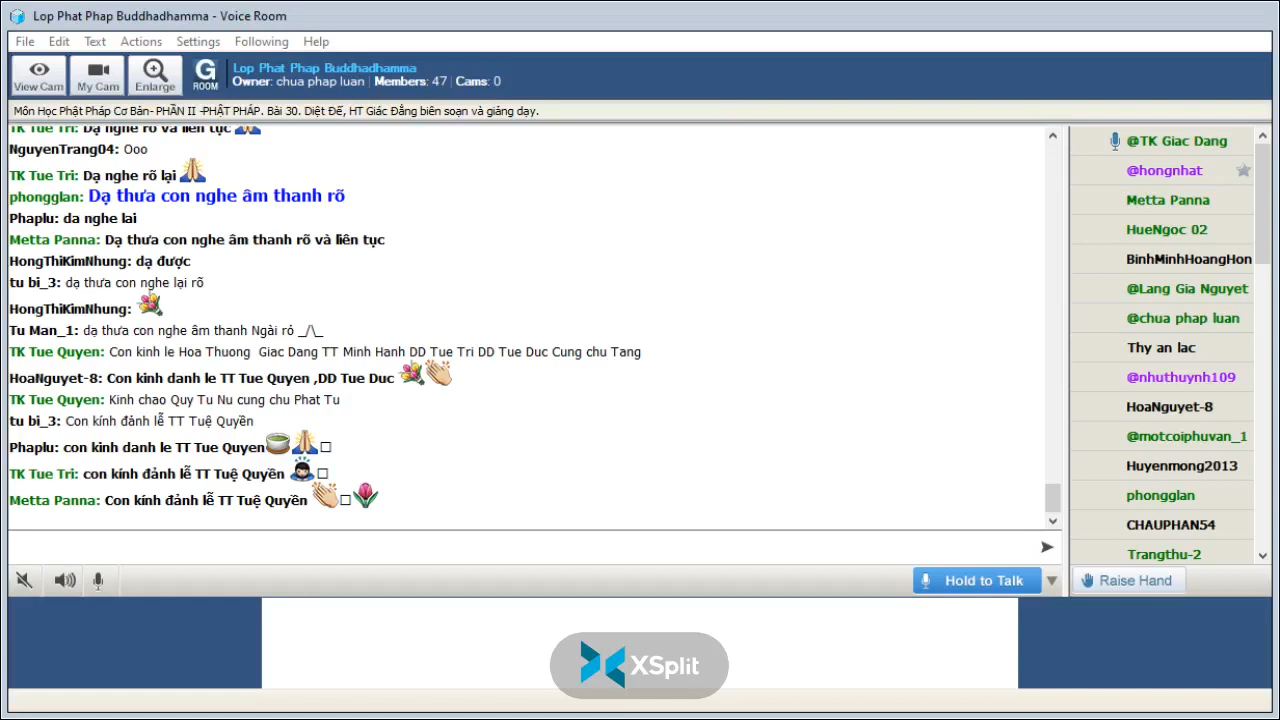 Lop Phat Phap Buddhadhamma - Voice Room
File Edit Text Actions Settings Following Help
View Cam My Cam Enlarge G ROOM
Lop Phat Phap Buddhadhamma
Owner: chua phap luan | Members: 47 | Cams: 0
Môn Học Phật Pháp Cơ Bản- PHẦN II -PHẬT PHÁP. Bài 30. Diệt Đế, HT Giác Đẳng biên soạn và giảng dạy.
TK Tue Tri: Dạ nghe rõ và liên tục
NguyenTrang04: Ooo
TK Tue Tri: Dạ nghe rõ lại
phongglan: Dạ thưa con nghe âm thanh rõ
Phaplu: da nghe lai
Metta Panna: Dạ thưa con nghe âm thanh rõ và liên tục
HongThiKimNhung: dạ được
tu bi_3: dạ thưa con nghe lại rõ
HongThiKimNhung:
Tu Man_1: dạ thưa con nghe âm thanh Ngài rỏ _/\_
TK Tue Quyen: Con kinh le Hoa Thuong Giac Dang TT Minh Hanh DD Tue Tri DD Tue Duc Cung chu Tang
HoaNguyet-8: Con kinh danh le TT Tue Quyen ,DD Tue Duc
TK Tue Quyen: Kinh chao Quy Tu Nu cung chu Phat Tu
tu bi_3: Con kính đảnh lễ TT Tuệ Quyền
Phaplu: con kinh danh le TT Tue Quyen
TK Tue Tri: con kính đảnh lễ TT Tuệ Quyền
Metta Panna: Con kính đảnh lễ TT Tuệ Quyền
@TK Giac Dang
@hongnhat
Metta Panna
HueNgoc 02
BinhMinhHoangHon
@Lang Gia Nguyet
@chua phap luan
Thy an lac
@nhuthuynh109
HoaNguyet-8
@motcoiphuvan_1
Huyenmong2013
phongglan
CHAUPHAN54
Trangthu-2
Hold to Talk
Raise Hand
XSplit